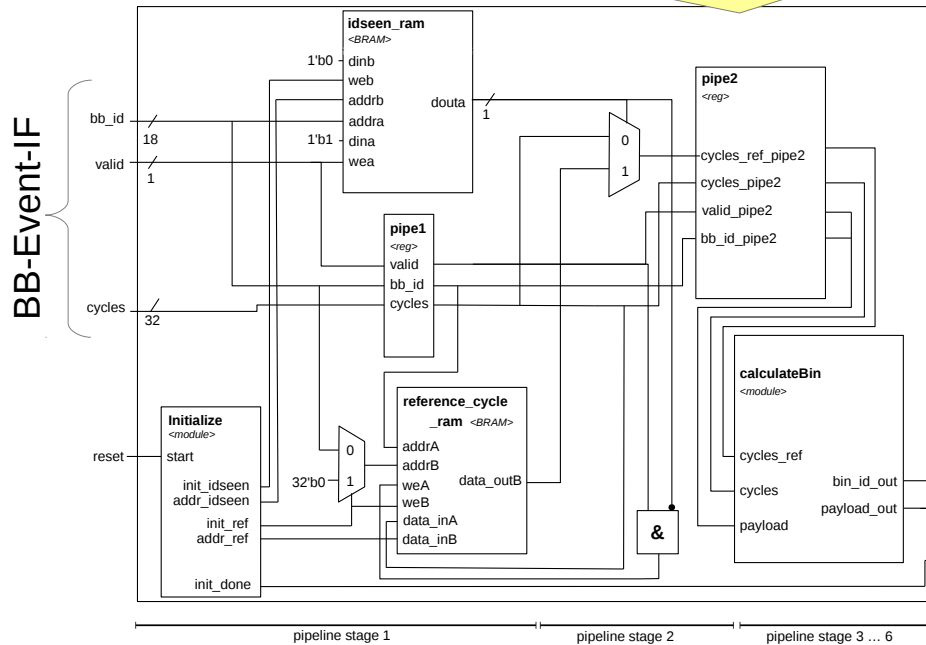 BB-Event-IF
bb_id
18
valid
1
cycles
32
reset
idseen_ram
<BRAM>
1'b0
dinb
web
addrb
addra
1'b1
dina
wea
douta
1
0
1
pipe1
<reg>
valid
bb_id
cycles
pipe2
<reg>
cycles_ref_pipe2
cycles_pipe2
valid_pipe2
bb_id_pipe2
Initialize
<module>
start
init_idseen
addr_idseen
init_ref
addr_ref
init_done
0
32'b0
1
reference_cycle
_ram <BRAM>
addrA
addrB
weA
weB
data_inA
data_inB
data_outB
&
calculateBin
<module>
cycles_ref
cycles
payload
bin_id_out
payload_out
pipeline stage 1
pipeline stage 2
pipeline stage 3 … 6